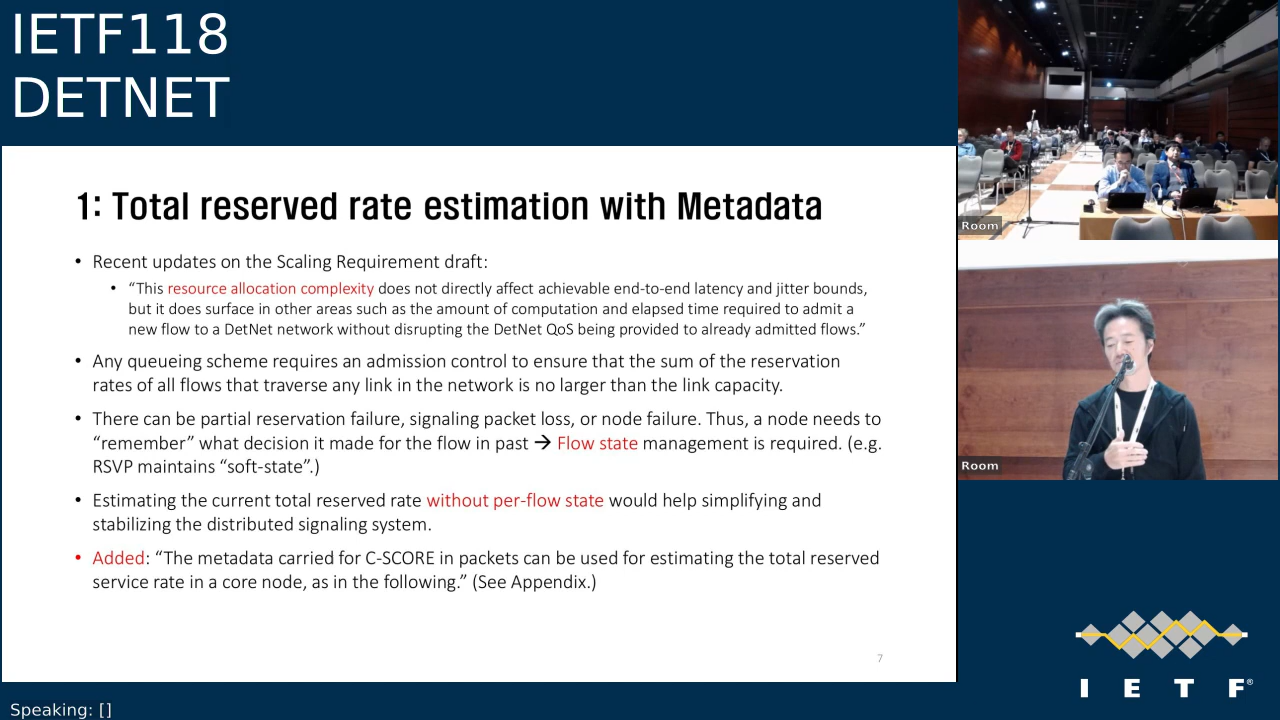 IETF118
DETNET
1: Total reserved rate estimation with Metadata
• Recent updates on the Scaling Requirement draft:
• “This resource allocation complexity does not directly affect achievable end-to-end latency and jitter bounds,
but it does surface in other areas such as the amount of computation and elapsed time required to admit a
new flow to a DetNet network without disrupting the DetNet QoS being provided to already admitted flows.”
• Any queueing scheme requires an admission control to ensure that the sum of the reservation
rates of all flows that traverse any link in the network is no larger than the link capacity.
• There can be partial reservation failure, signaling packet loss, or node failure. Thus, a node needs to
“remember” what decision it made for the flow in past → Flow state management is required. (e.g.
RSVP maintains “soft-state”.)
• Estimating the current total reserved rate without per-flow state would help simplifying and
stabilizing the distributed signaling system.
• Added: “The metadata carried for C-SCORE in packets can be used for estimating the total reserved
service rate in a core node, as in the following.” (See Appendix.)
7
Room
Room
I E T F®
Speaking: []